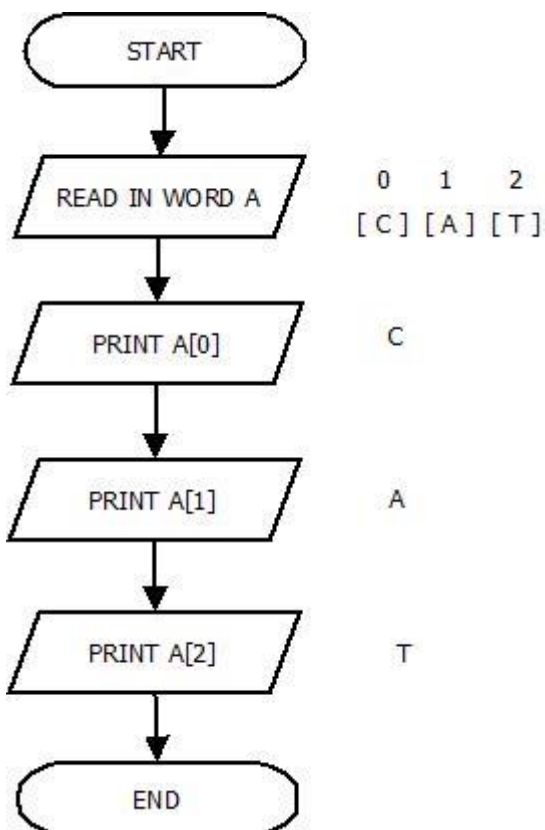 START
READ IN WORD A
0 1 2
[ C ] [ A ] [ T ]
PRINT A[0]
C
PRINT A[1]
A
PRINT A[2]
T
END